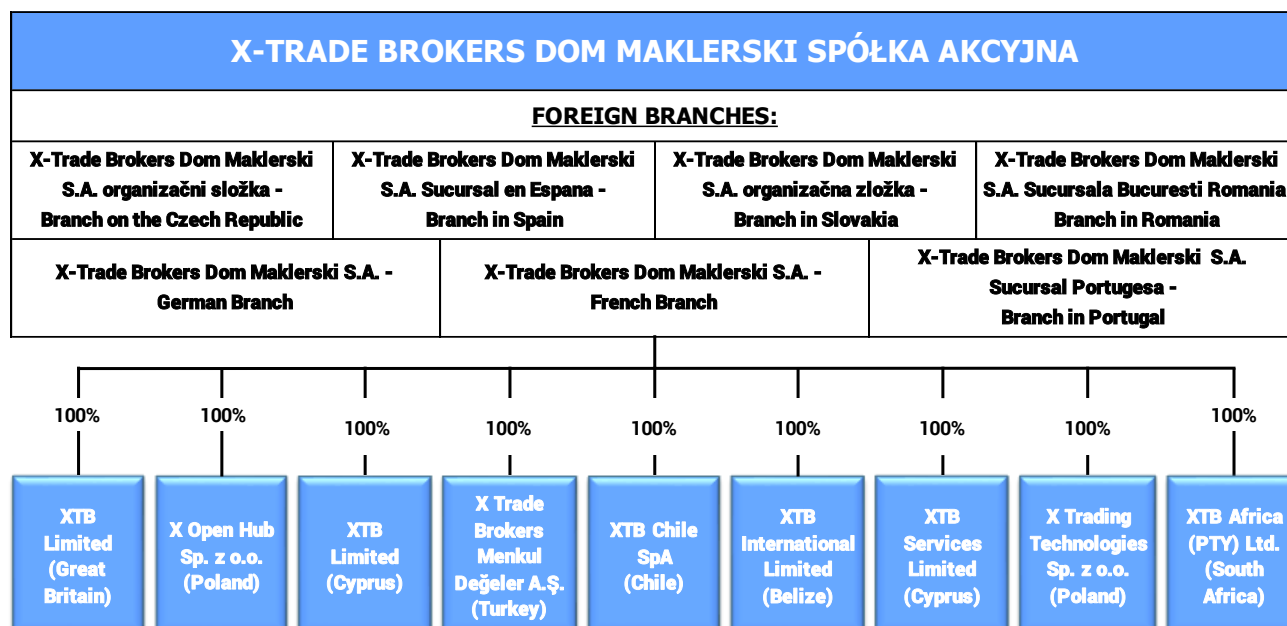 X-TRADE BROKERS DOM MAKLERSKI SPÓŁKA AKCYJNA
FOREIGN BRANCHES:
X-Trade Brokers Dom Maklerski
S.A. organizačni složka -
Branch on the Czech Republic
X-Trade Brokers Dom Maklerski
S.A. Sucursal en Espana -
Branch in Spain
X-Trade Brokers Dom Maklerski
S.A. organizačna zložka -
Branch in Slovakia
X-Trade Brokers Dom Maklerski
S.A. Sucursala Bucuresti Romania
Branch in Romania
X-Trade Brokers Dom Maklerski S.A. -
German Branch
X-Trade Brokers Dom Maklerski S.A. -
French Branch
X-Trade Brokers Dom Maklerski S.A.
Sucursal Portugesa -
Branch in Portugal
100%
100%
100%
100%
100%
100%
100%
100%
100%
XTB
Limited
(Great
Britain)
X Open Hub
Sp. z o.o.
(Poland)
XTB
Limited
(Cyprus)
X Trade
Brokers
Menkul
Değeler A.Ş.
(Turkey)
XTB Chile
SpA
(Chile)
XTB
International
Limited
(Belize)
XTB
Services
Limited
(Cyprus)
X Trading
Technologies
Sp. z o.o.
(Poland)
XTB Africa
(PTY) Ltd.
(South
Africa)